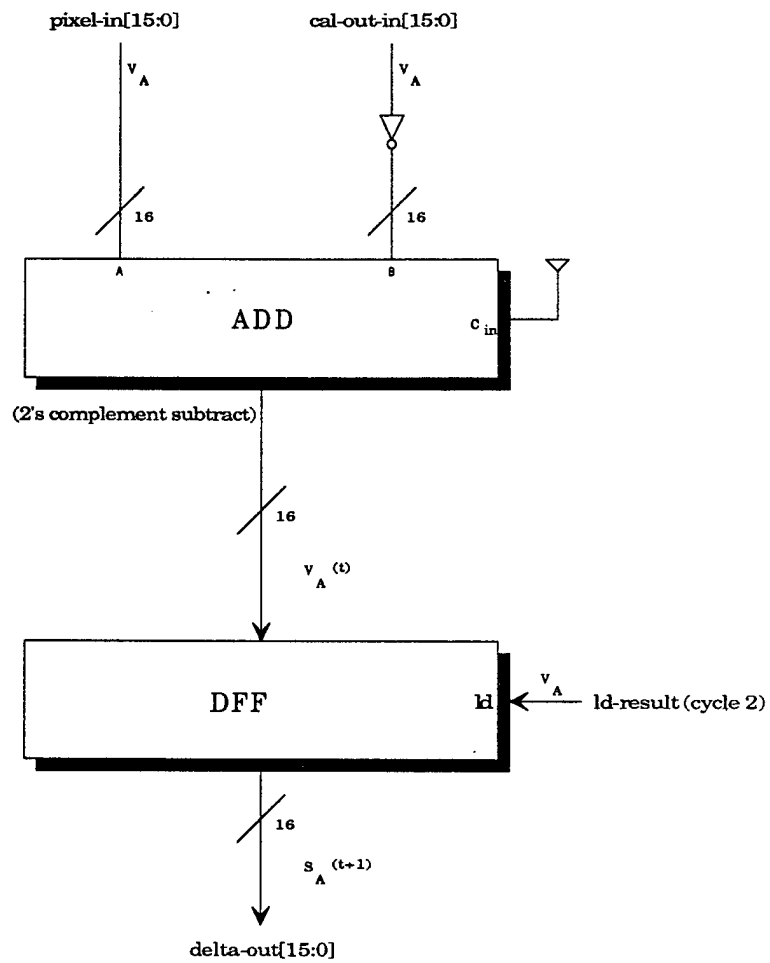 pixel-in[15:0] cal-out-in[15:0]
V A V A
16 16
A B
ADD
C in
(2's complement subtract)
16
V A (t)
DFF
ld
V A
ld-result (cycle 2)
16
S A (t+1)
delta-out[15:0]